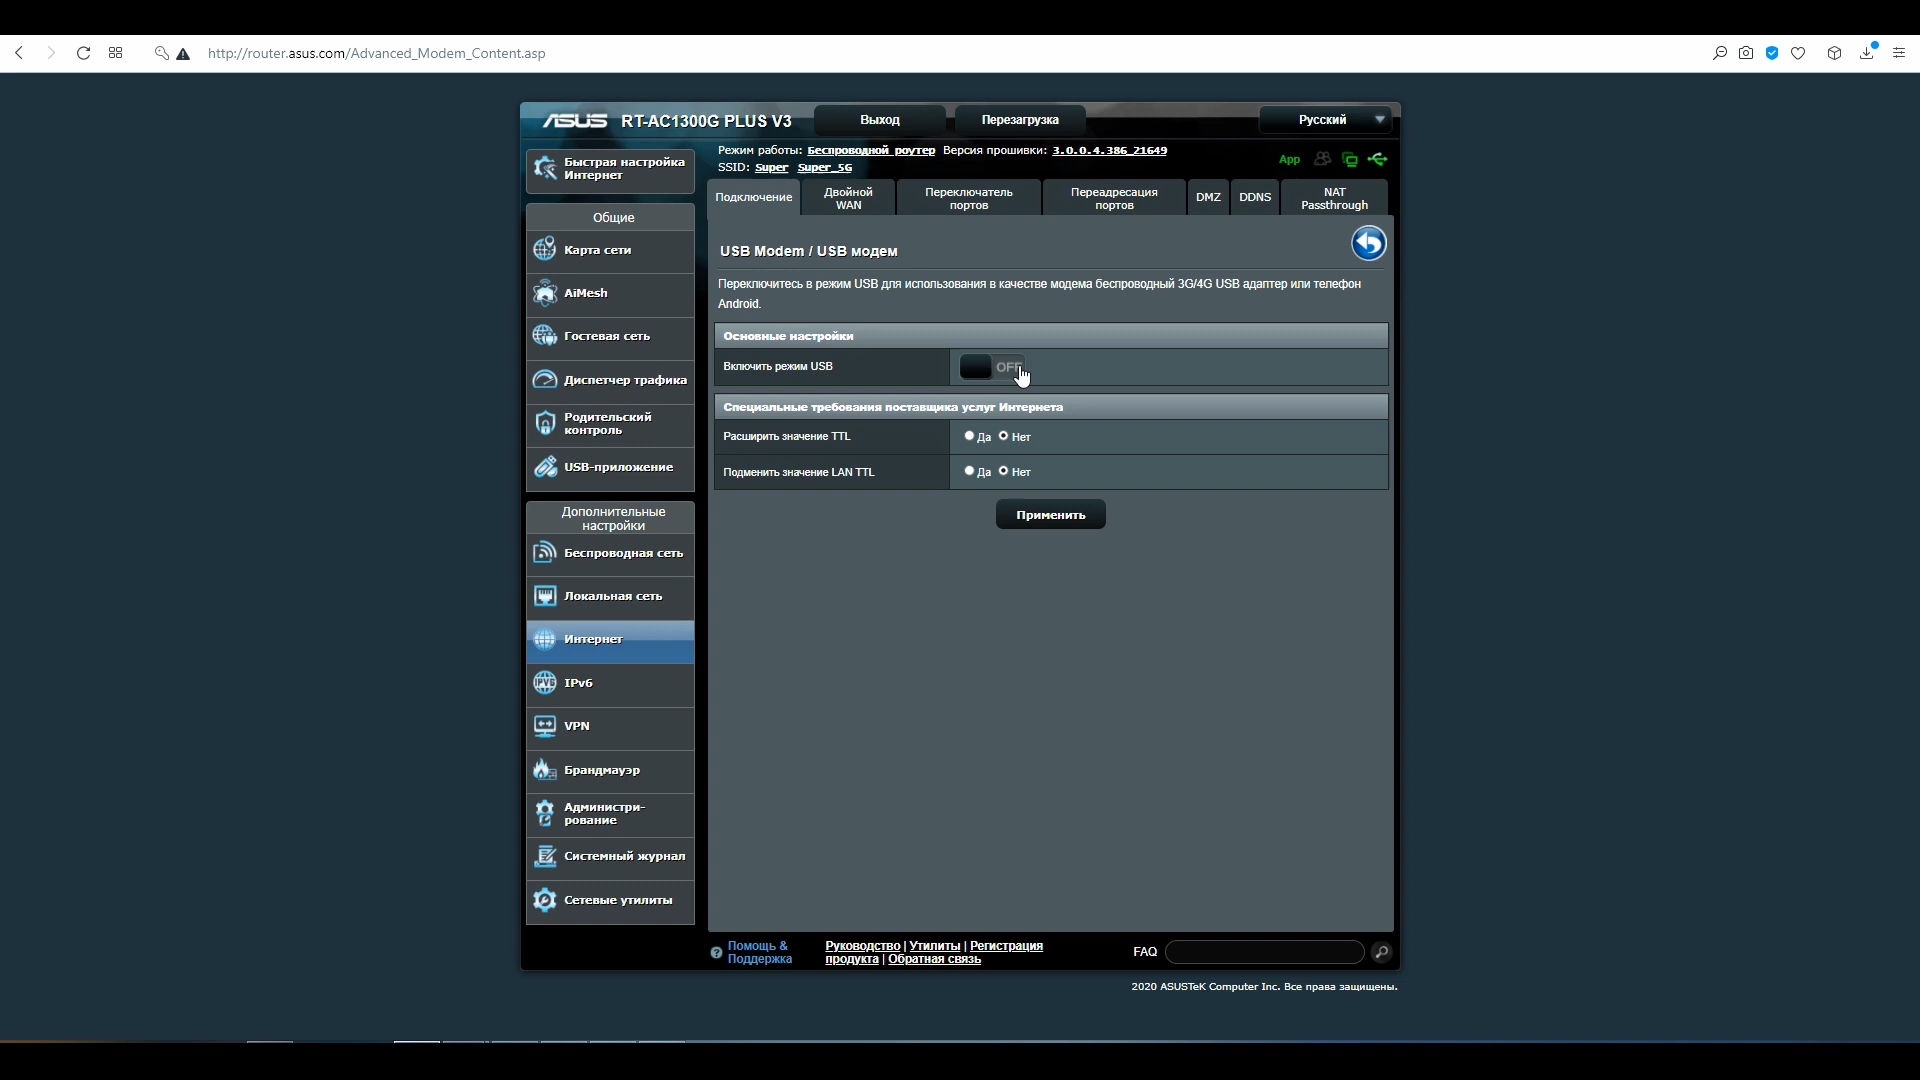 http://router.asus.com/Advanced_Modem_Content.asp
ASUS RT-AC1300G PLUS V3 Выход Перезагрузка Русский
Режим работы: Беспроводной роутер Версия прошивки: 3.0.0.4.386_21649
SSID: Super Super_5G
App
Быстрая настройка
Интернет
Общие
Карта сети
AiMesh
Гостевая сеть
Диспетчер трафика
Родительский
контроль
USB-приложение
Дополнительные
настройки
Беспроводная сеть
Локальная сеть
Интернет
IPv6
VPN
Брандмауэр
Администри-
рование
Системный журнал
Сетевые утилиты
Подключение
Двойной
WAN
Переключатель
портов
Переадресация
портов
DMZ
DDNS
NAT
Passthrough
USB Modem / USB модем
Переключитесь в режим USB для использования в качестве модема беспроводный 3G/4G USB адаптер или телефон
Android.
Основные настройки
Включить режим USB OFF
Специальные требования поставщика услуг Интернета
Расширить значение TTL Да Нет
Подменить значение LAN TTL Да Нет
Применить
Помощь &
Поддержка
Руководство | Утилиты | Регистрация
продукта | Обратная связь
FAQ
2020 ASUSTeK Computer Inc. Все права защищены.